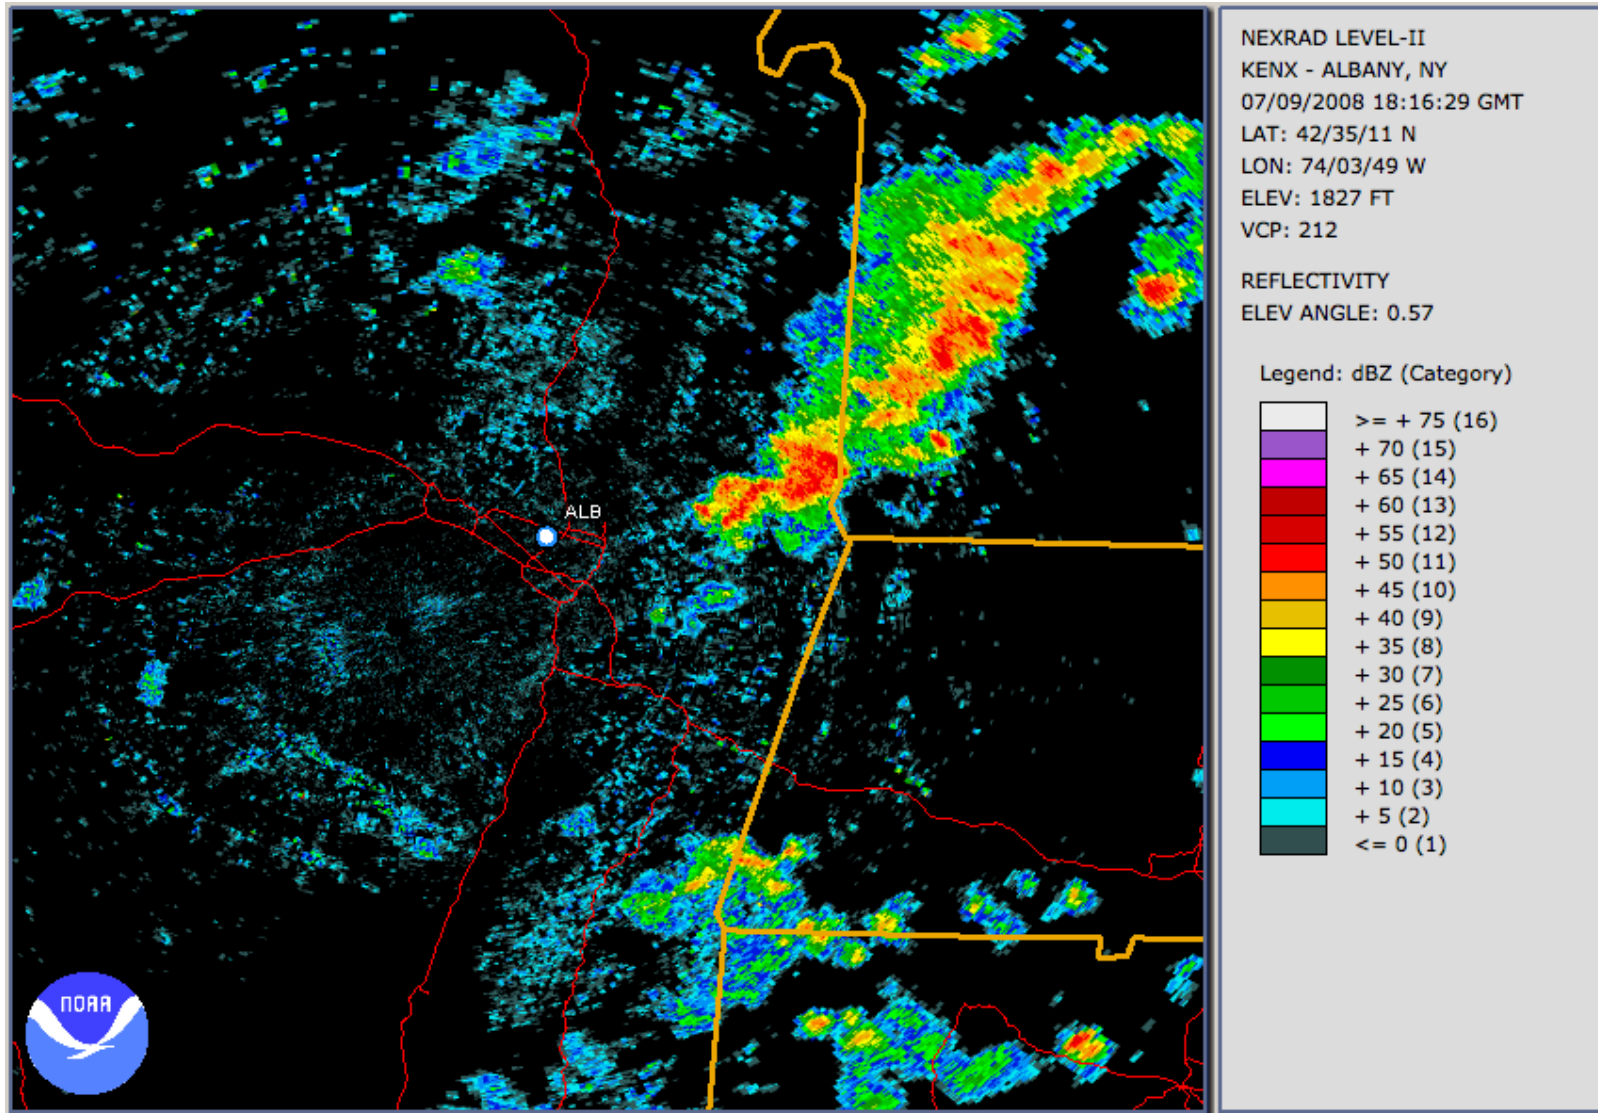 NEXRAD LEVEL-II
KENX - ALBANY, NY
07/09/2008 18:16:29 GMT
LAT: 42/35/11 N
LON: 74/03/49 W
ELEV: 1827 FT
VCP: 212
REFLECTIVITY
ELEV ANGLE: 0.57
Legend: dBZ (Category)
>= + 75 (16)
+ 70 (15)
+ 65 (14)
+ 60 (13)
+ 55 (12)
+ 50 (11)
+ 45 (10)
+ 40 (9)
+ 35 (8)
+ 30 (7)
+ 25 (6)
+ 20 (5)
+ 15 (4)
+ 10 (3)
+ 5 (2)
<= 0 (1)
ALB
NOAA